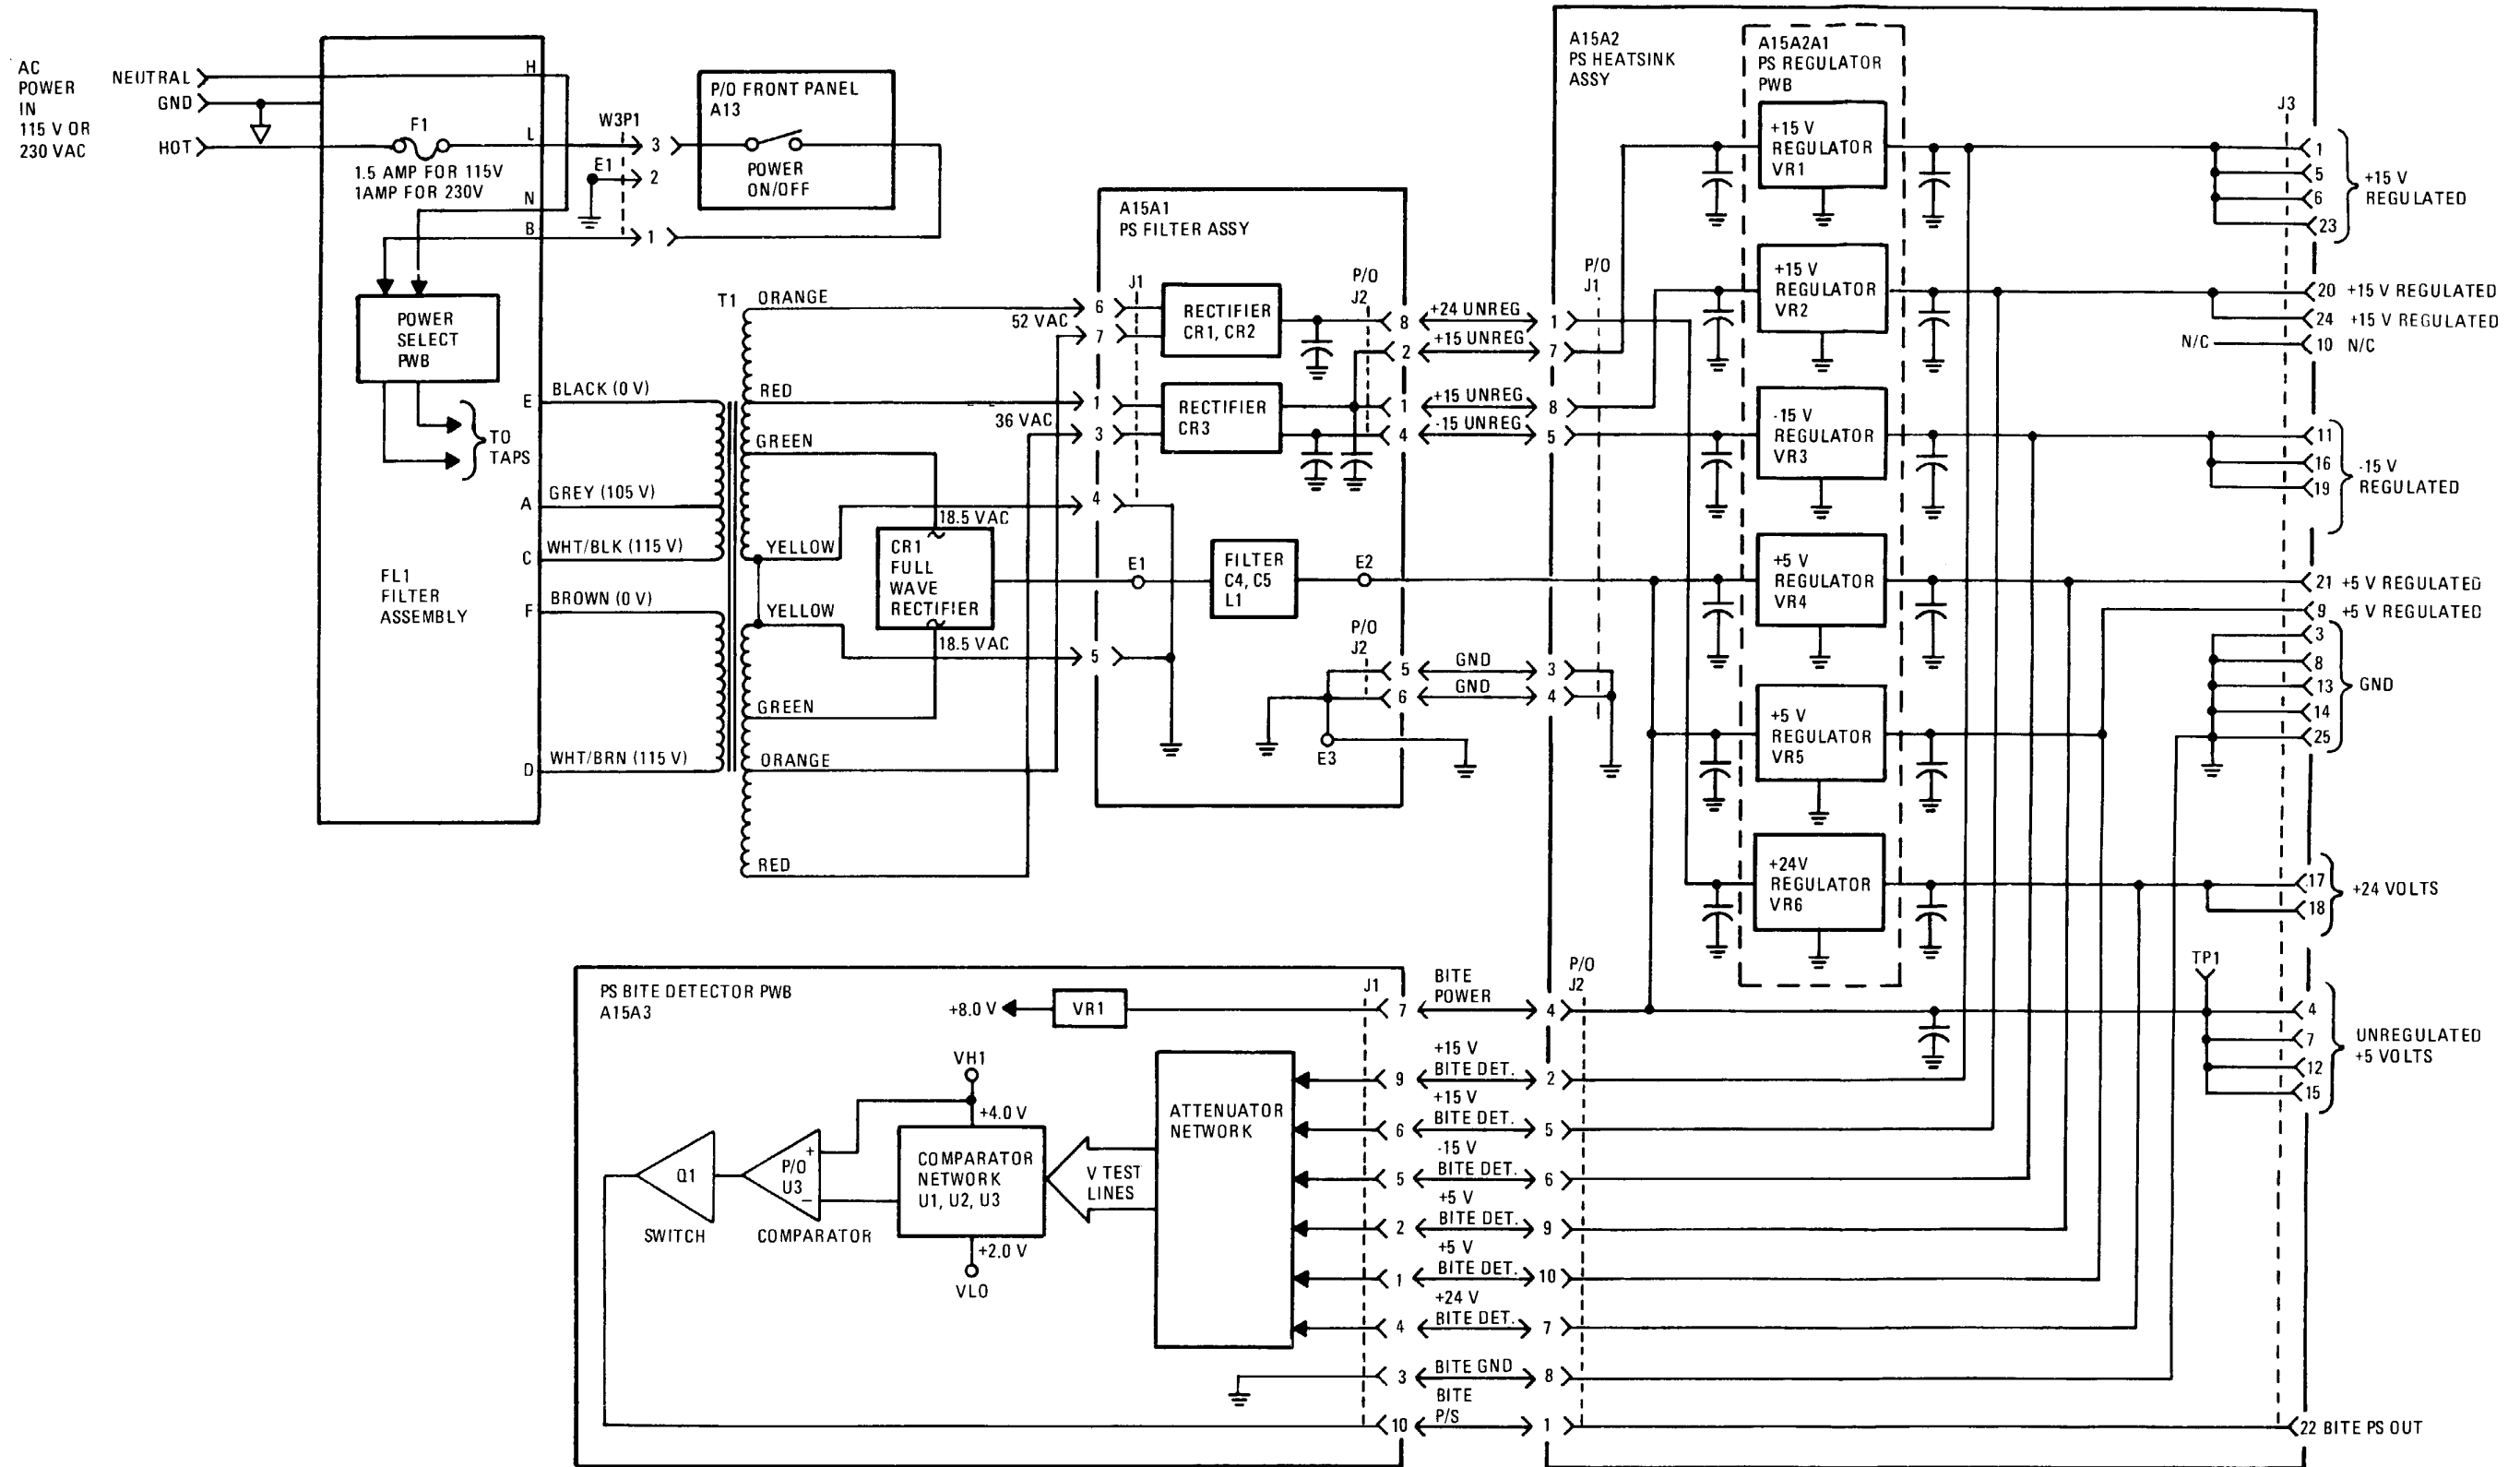 AC
POWER
IN
115 V OR
230 VAC
NEUTRAL
GND
HOT
H
F1
L
1.5 AMP FOR 115V
1AMP FOR 230V
N
B
POWER
SELECT
PWB
TO
TAPS
E
A
C
F
D
FL1
FILTER
ASSEMBLY
W3P1
E1
3
2
1
P/O FRONT PANEL
A13
POWER
ON/OFF
BLACK (0 V)
GREY (105 V)
WHT/BLK (115 V)
BROWN (0 V)
WHT/BRN (115 V)
T1
ORANGE
52 VAC
RED
36 VAC
GREEN
18.5 VAC
YELLOW
YELLOW
18.5 VAC
GREEN
ORANGE
RED
CR1
FULL
WAVE
RECTIFIER
A15A1
PS FILTER ASSY
J1
6
7
1
3
4
5
RECTIFIER
CR1, CR2
RECTIFIER
CR3
P/O
J2
8
2
1
4
E1
FILTER
C4, C5
L1
E2
P/O
J2
5
6
E3
+24 UNREG
+15 UNREG
+15 UNREG
-15 UNREG
GND
GND
A15A2
PS HEATSINK
ASSY
P/O
J1
1
7
8
5
3
4
A15A2A1
PS REGULATOR
PWB
+15 V
REGULATOR
VR1
+15 V
REGULATOR
VR2
-15 V
REGULATOR
VR3
+5 V
REGULATOR
VR4
+5 V
REGULATOR
VR5
+24V
REGULATOR
VR6
J3
1
5
6
23
+15 V
REGULATED
20 +15 V REGULATED
24 +15 V REGULATED
N/C 10 N/C
11
16
19
-15 V
REGULATED
21 +5 V REGULATED
9 +5 V REGULATED
3
8
13
14
25
GND
17
18
+24 VOLTS
TP1
4
7
12
15
UNREGULATED
+5 VOLTS
22 BITE PS OUT
PS BITE DETECTOR PWB
A15A3
+8.0 V
VR1
J1
7
BITE
POWER
4
P/O
J2
VH1
+4.0 V
COMPARATOR
NETWORK
U1, U2, U3
+2.0 V
VLO
Q1
SWITCH
+
P/O
U3
−
COMPARATOR
V TEST
LINES
ATTENUATOR
NETWORK
+15 V
9 BITE DET. 2
+15 V
6 BITE DET. 5
-15 V
5 BITE DET. 6
+5 V
2 BITE DET. 9
+5 V
1 BITE DET. 10
+24 V
4 BITE DET. 7
3 BITE GND 8
BITE
10 P/S 1